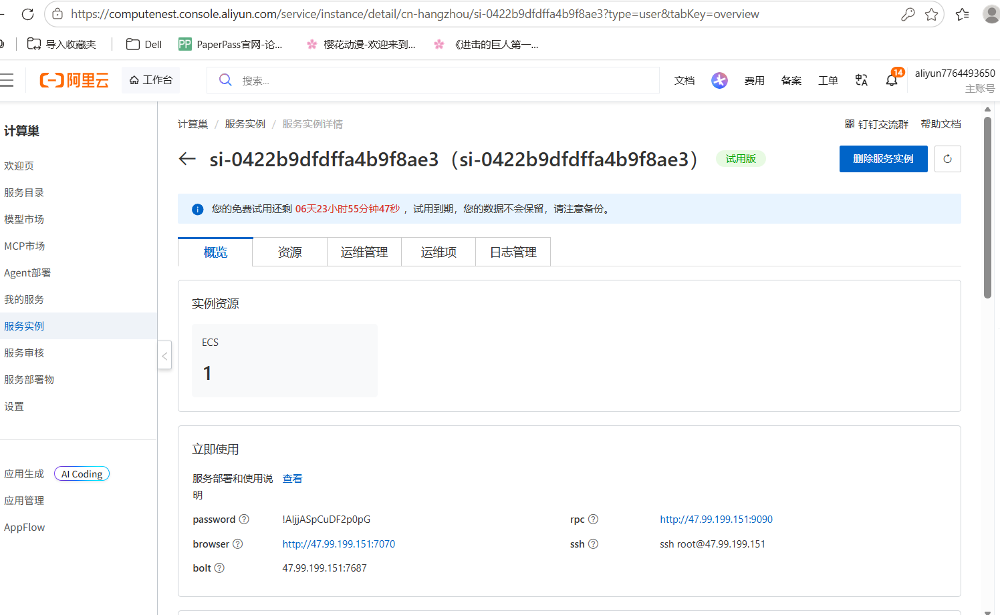 https://computenest.console.aliyun.com/service/instance/detail/cn-hangzhou/si-0422b9dfdffa4b9f8ae3?type=user&tabKey=overview
导入收藏夹
Dell
PP PaperPass官网-论...
樱花动漫-欢迎来到...
《进击的巨人第一...
阿里云
工作台
搜索...
文档
费用
备案
工单
14
aliyun7764493650
主账号
计算巢
欢迎页
服务目录
模型市场
MCP市场
Agent部署
我的服务
服务实例
服务审核
服务部署物
设置
应用生成 AI Coding
应用管理
AppFlow
计算巢 / 服务实例 / 服务实例详情
钉钉交流群 帮助文档
si-0422b9dfdffa4b9f8ae3（si-0422b9dfdffa4b9f8ae3） 试用版
删除服务实例
您的免费试用还剩 06天23小时55分钟47秒 ，试用到期，您的数据不会保留，请注意备份。
概览 资源 运维管理 运维项 日志管理
实例资源
ECS
1
立即使用
服务部署和使用说明 查看
password !AIjjASpCuDF2p0pG
rpc http://47.99.199.151:9090
browser http://47.99.199.151:7070
ssh ssh root@47.99.199.151
bolt 47.99.199.151:7687